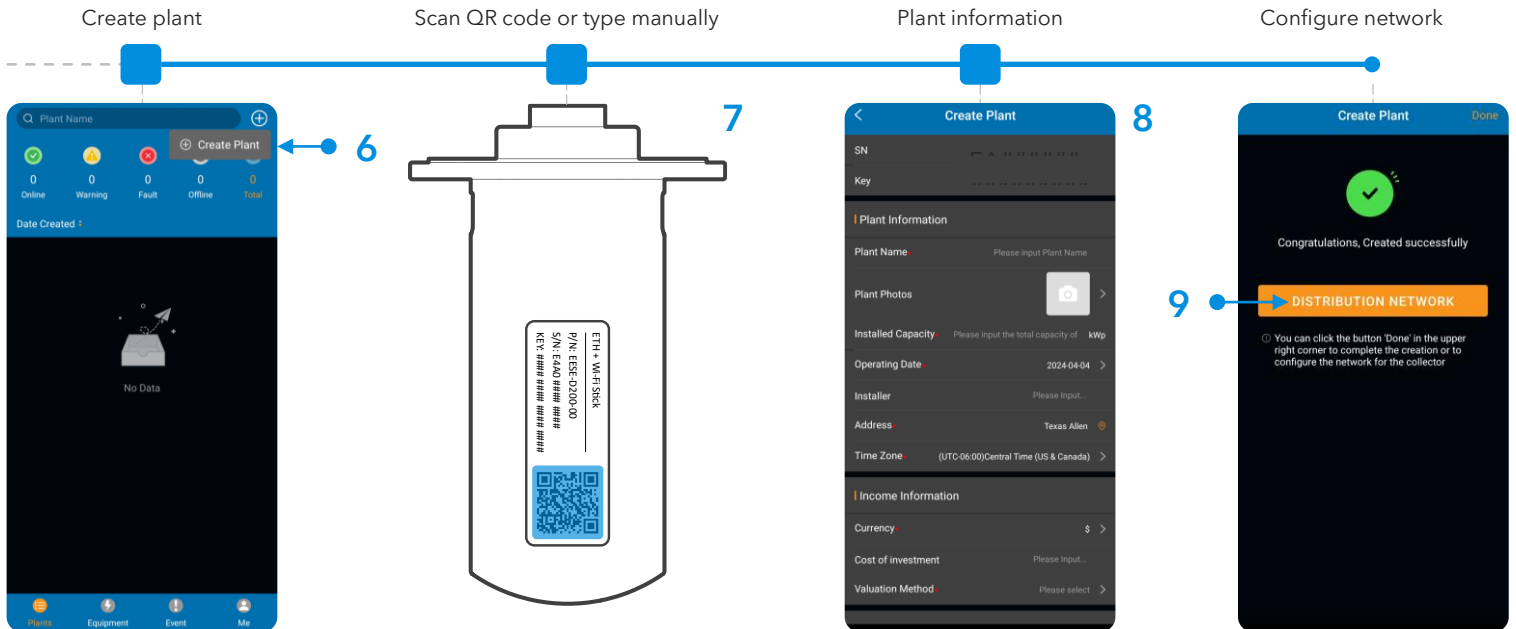 Create plant
Scan QR code or type manually
Plant information
Configure network
Plant Name
Create Plant
6
0
0
0
0
0
Online
Warning
Fault
Offline
Total
Date Created
No Data
Plants
Equipment
Event
Me
7
ETH + Wi-Fi Stick
P/N: EESE-D200-00
S/N: E4A0 #### ####
KEY: #### #### #### ####
8
Create Plant
SN
Key
Plant Information
Plant Name* Please input Plant Name
Plant Photos
Installed Capacity* Please input the total capacity of kWp
Operating Date* 2024-04-04
Installer Please Input...
Address* Texas Allen
Time Zone* (UTC-06:00)Central Time (US & Canada)
Income Information
Currency* $
Cost of investment Please Input...
Valuation Method* Please select
9
Create Plant Done
Congratulations, Created successfully
DISTRIBUTION NETWORK
You can click the button 'Done' in the upper
right corner to complete the creation or to
configure the network for the collector